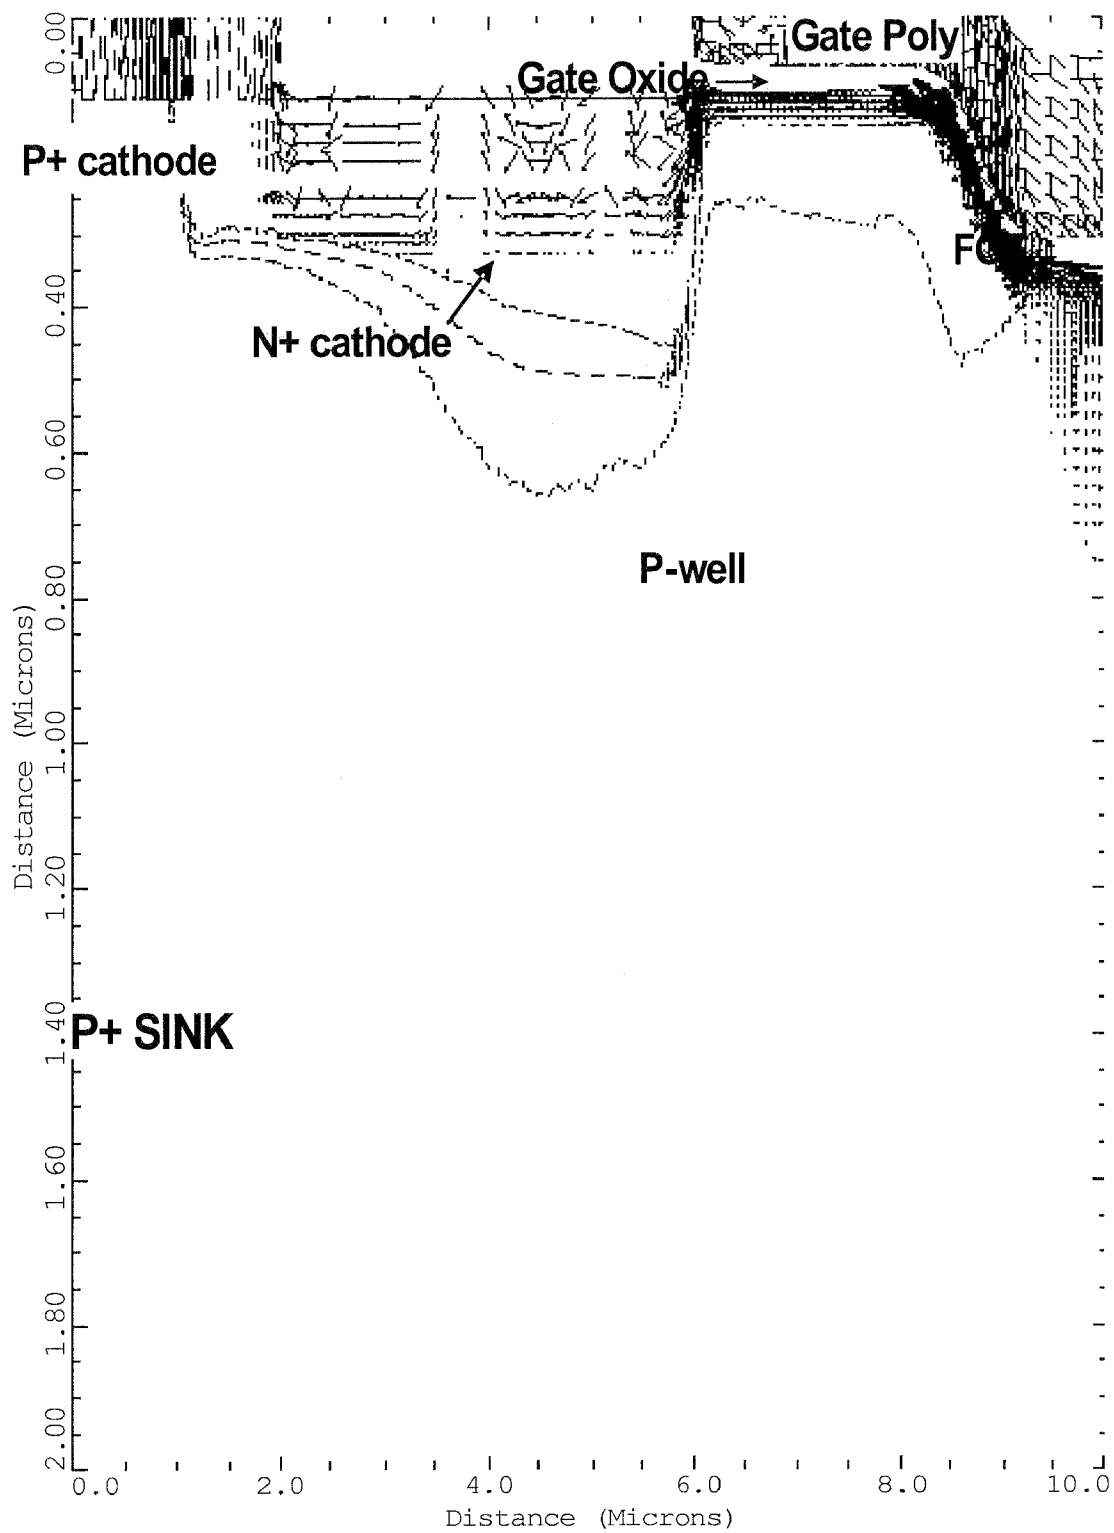 Gate Poly
Gate Oxide
P+ cathode
N+ cathode
P-well
P+ SINK
0.00
0.40
0.60
0.80
1.00
1.20
1.40
1.60
1.80
2.00
Distance (Microns)
0.0 2.0 4.0 6.0 8.0 10.0
Distance (Microns)